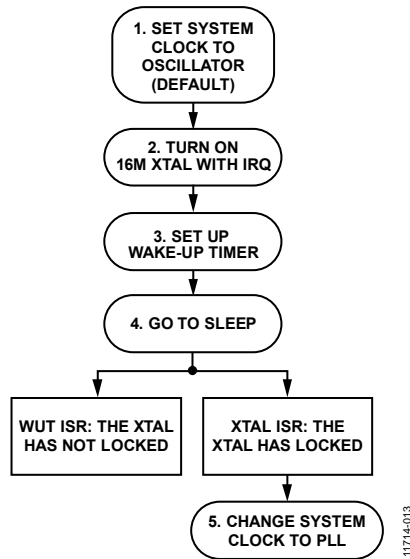 1. SET SYSTEM
CLOCK TO
OSCILLATOR
(DEFAULT)
2. TURN ON
16M XTAL WITH IRQ
3. SET UP
WAKE-UP TIMER
4. GO TO SLEEP
WUT ISR: THE XTAL
HAS NOT LOCKED
XTAL ISR: THE
XTAL HAS LOCKED
5. CHANGE SYSTEM
CLOCK TO PLL
11714-013